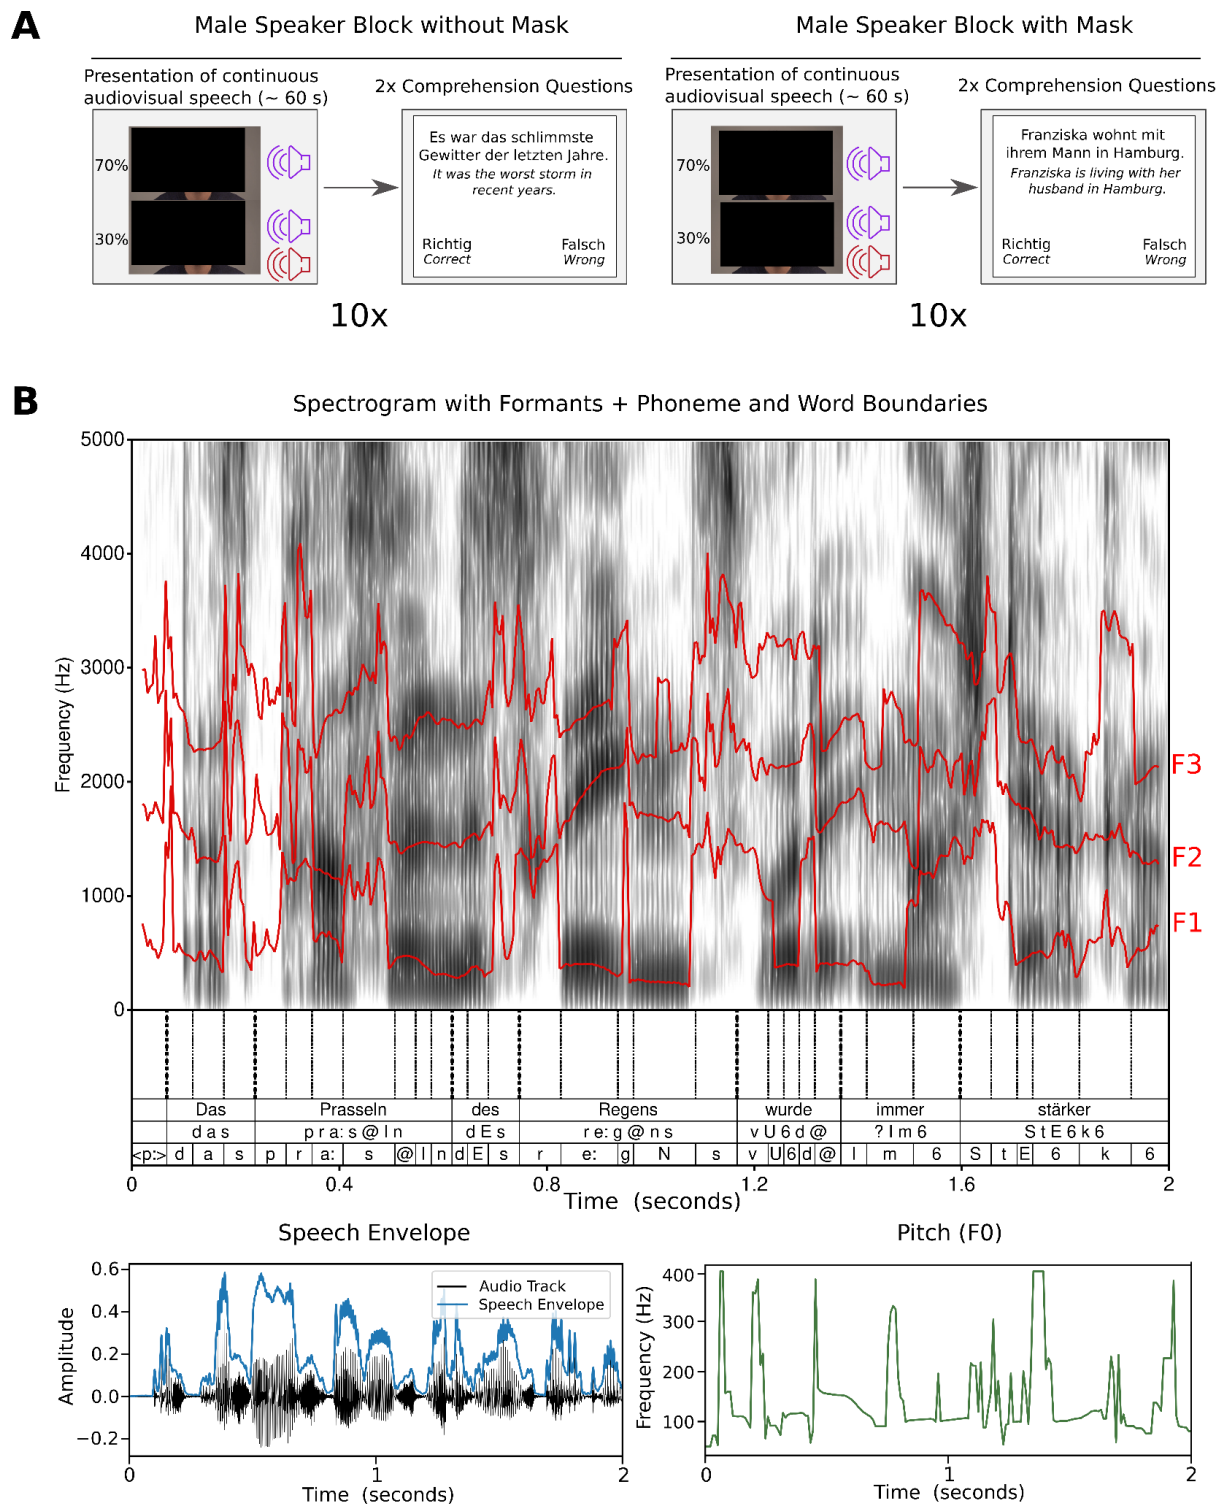 A
Male Speaker Block without Mask
Male Speaker Block with Mask
Presentation of continuous
audiovisual speech (~ 60 s)
2x Comprehension Questions
70%
30%
Es war das schlimmste
Gewitter der letzten Jahre.
It was the worst storm in
recent years.
Richtig
Correct
Falsch
Wrong
10x
Presentation of continuous
audiovisual speech (~ 60 s)
2x Comprehension Questions
70%
30%
Franziska wohnt mit
ihrem Mann in Hamburg.
Franziska is living with her
husband in Hamburg.
Richtig
Correct
Falsch
Wrong
10x
B
Spectrogram with Formants + Phoneme and Word Boundaries
Frequency (Hz)
5000
4000
3000
2000
1000
0
F3
F2
F1
Das Prasseln des Regens wurde immer stärker
d a s p r a: s @ l n d E s r e: g @ n s v U 6 d @ ? I m 6 S t E 6 k 6
<p:> d a s p r a: s @ l n d E s r e: g N s v U 6 d @ I m 6 S t E 6 k 6
0 0.4 0.8 1.2 1.6 2
Time (seconds)
Speech Envelope
Amplitude
0.6
0.4
0.2
0.0
−0.2
Audio Track
Speech Envelope
0 1 2
Time (seconds)
Pitch (F0)
Frequency (Hz)
400
300
200
100
0 1 2
Time (seconds)